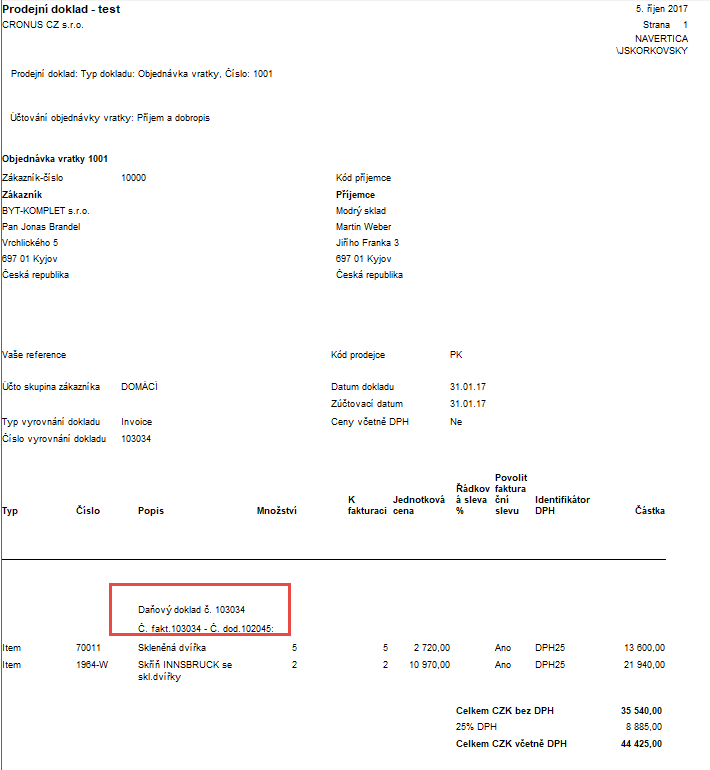 Prodejní doklad - test 5. říjen 2017
CRONUS CZ s.r.o. Strana 1
NAVERTICA
\JSKORKOVSKY
Prodejní doklad: Typ dokladu: Objednávka vratky, Číslo: 1001
Účtování objednávky vratky: Příjem a dobropis
Objednávka vratky 1001
Zákazník-číslo 10000 Kód příjemce
Zákazník Příjemce
BYT-KOMPLET s.r.o. Modrý sklad
Pan Jonas Brandel Martin Weber
Vrchlického 5 Jiřího Franka 3
697 01 Kyjov 697 01 Kyjov
Česká republika Česká republika
Vaše reference Kód prodejce PK
Účto skupina zákazníka DOMÁCÍ Datum dokladu 31.01.17
Zúčtovací datum 31.01.17
Typ vyrovnání dokladu Invoice Ceny včetně DPH Ne
Číslo vyrovnání dokladu 103034
Typ Číslo Popis Množství K fakturaci Jednotková cena Řádkov á sleva % Povolit faktura ční slevu Identifikátor DPH Částka
Daňový doklad č. 103034
Č. fakt.103034 - Č. dod.102045:
Item 70011 Skleněná dvířka 5 5 2 720,00 Ano DPH25 13 600,00
Item 1964-W Skříň INNSBRUCK se 2 2 10 970,00 Ano DPH25 21 940,00
skl.dvířky
Celkem CZK bez DPH 35 540,00
25% DPH 8 885,00
Celkem CZK včetně DPH 44 425,00